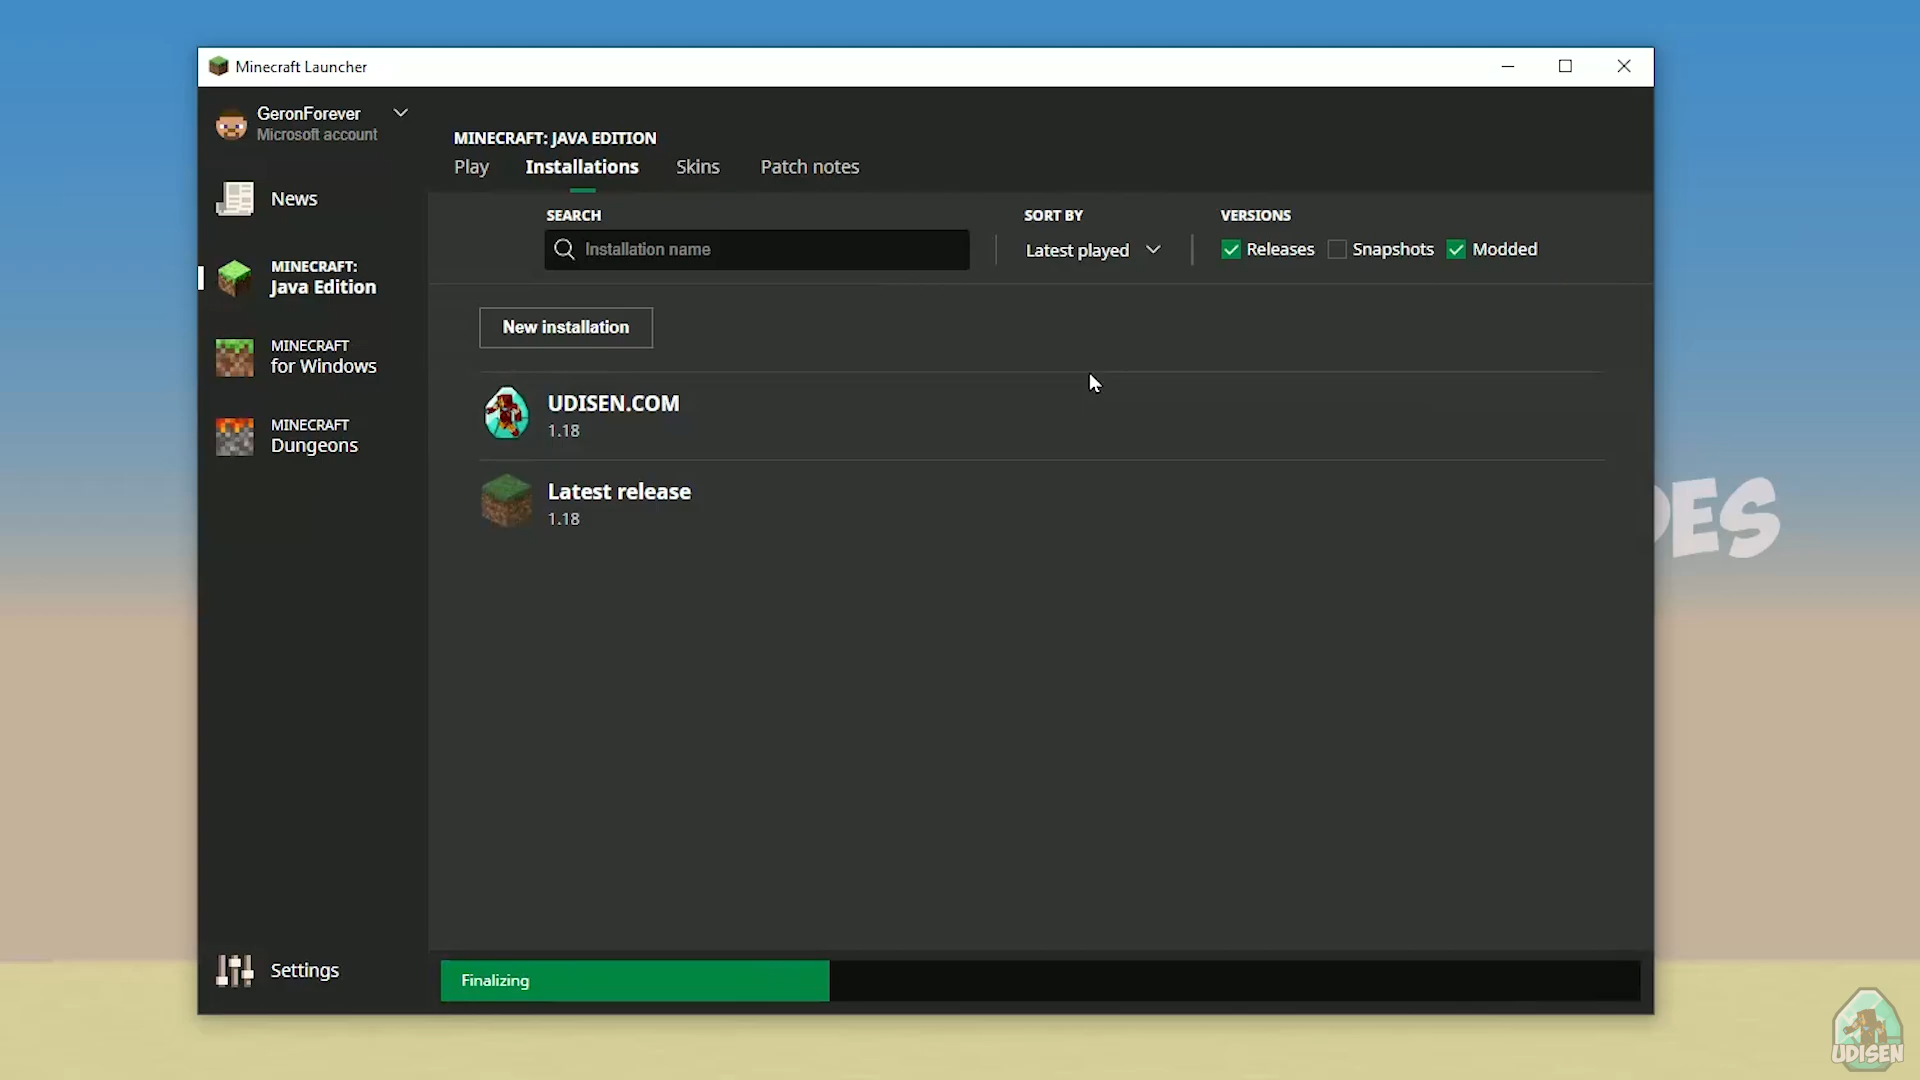 Minecraft Launcher
GeronForever
Microsoft account
News
MINECRAFT:
Java Edition
MINECRAFT
for Windows
MINECRAFT
Dungeons
Settings
MINECRAFT: JAVA EDITION
Play Installations Skins Patch notes
SEARCH
Installation name
SORT BY
Latest played
VERSIONS
Releases Snapshots Modded
New installation
UDISEN.COM
1.18
Latest release
1.18
Finalizing
UDISEN